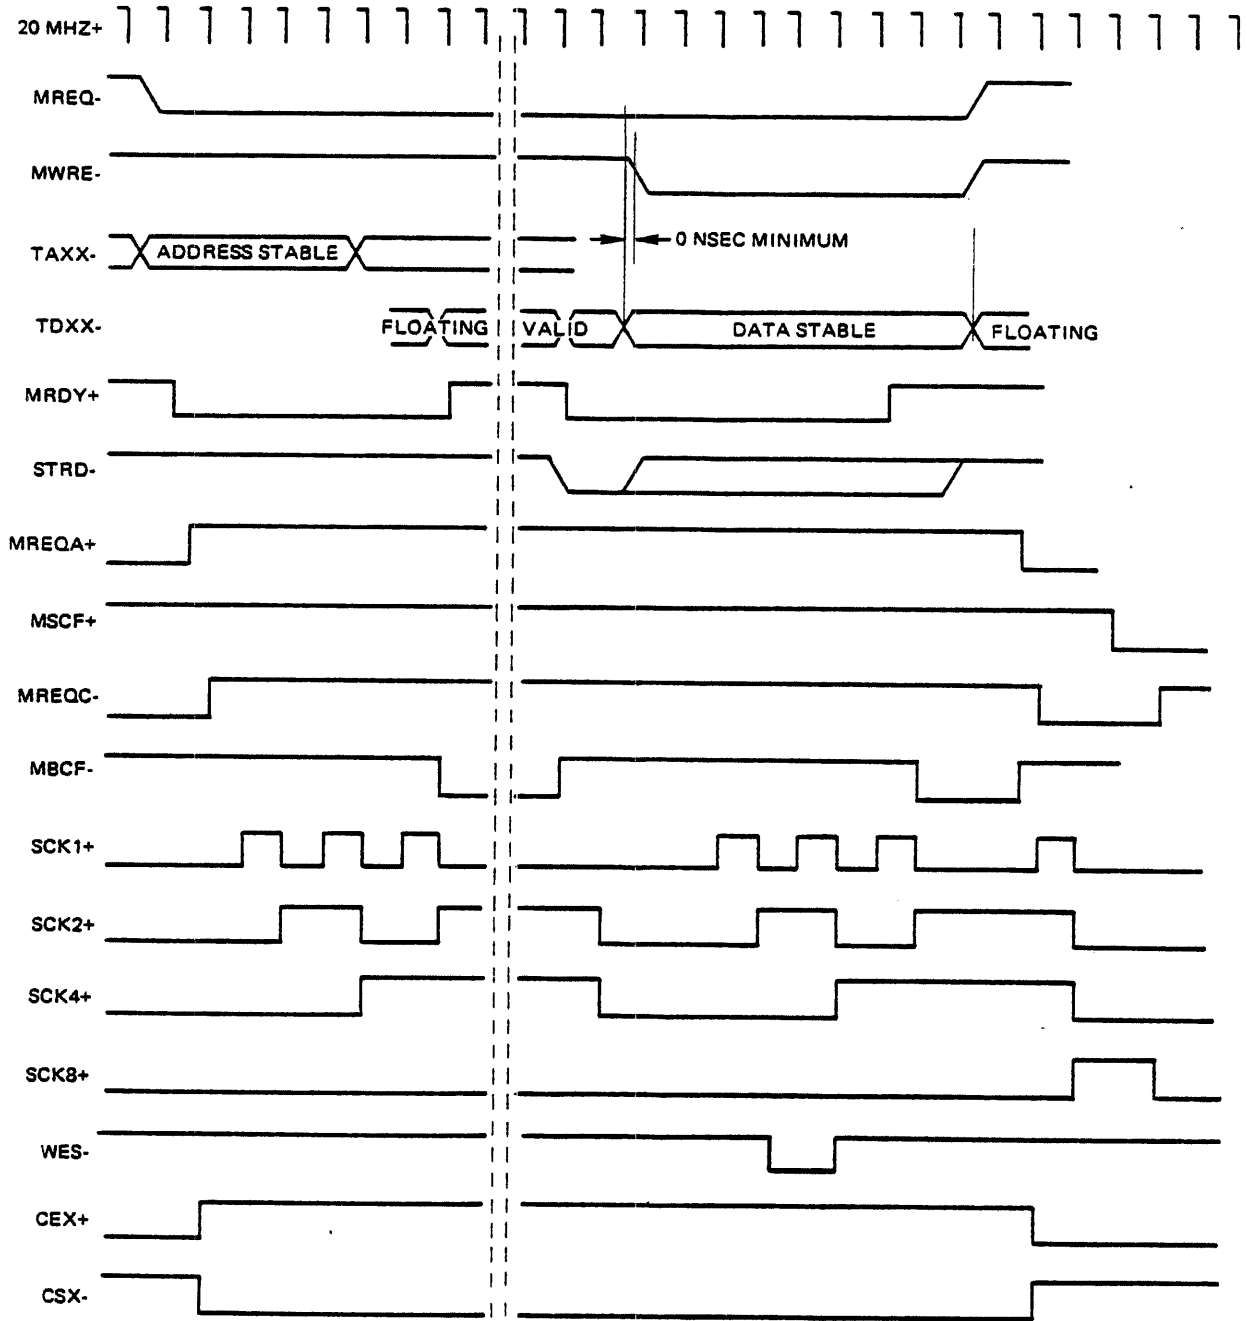 20 MHZ+
MREQ-
MWRE-
TAXX-
ADDRESS STABLE
0 NSEC MINIMUM
TDXX-
FLOATING
VALID
DATA STABLE
FLOATING
MRDY+
STRD-
MREQA+
MSCF+
MREQC-
MBCF-
SCK1+
SCK2+
SCK4+
SCK8+
WES-
CEX+
CSX-